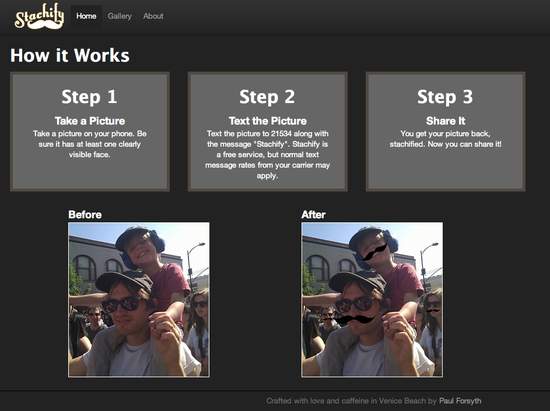 Stachify
Home Gallery About
How it Works
Step 1
Take a Picture
Take a picture on your phone. Be
sure it has at least one clearly
visible face.
Step 2
Text the Picture
Text the picture to 21534 along with
the message "Stachify". Stachify is
a free service, but normal text
message rates from your carrier may
apply.
Step 3
Share It
You get your picture back,
stachified. Now you can share it!
Before
After
Crafted with love and caffeine in Venice Beach by Paul Forsyth